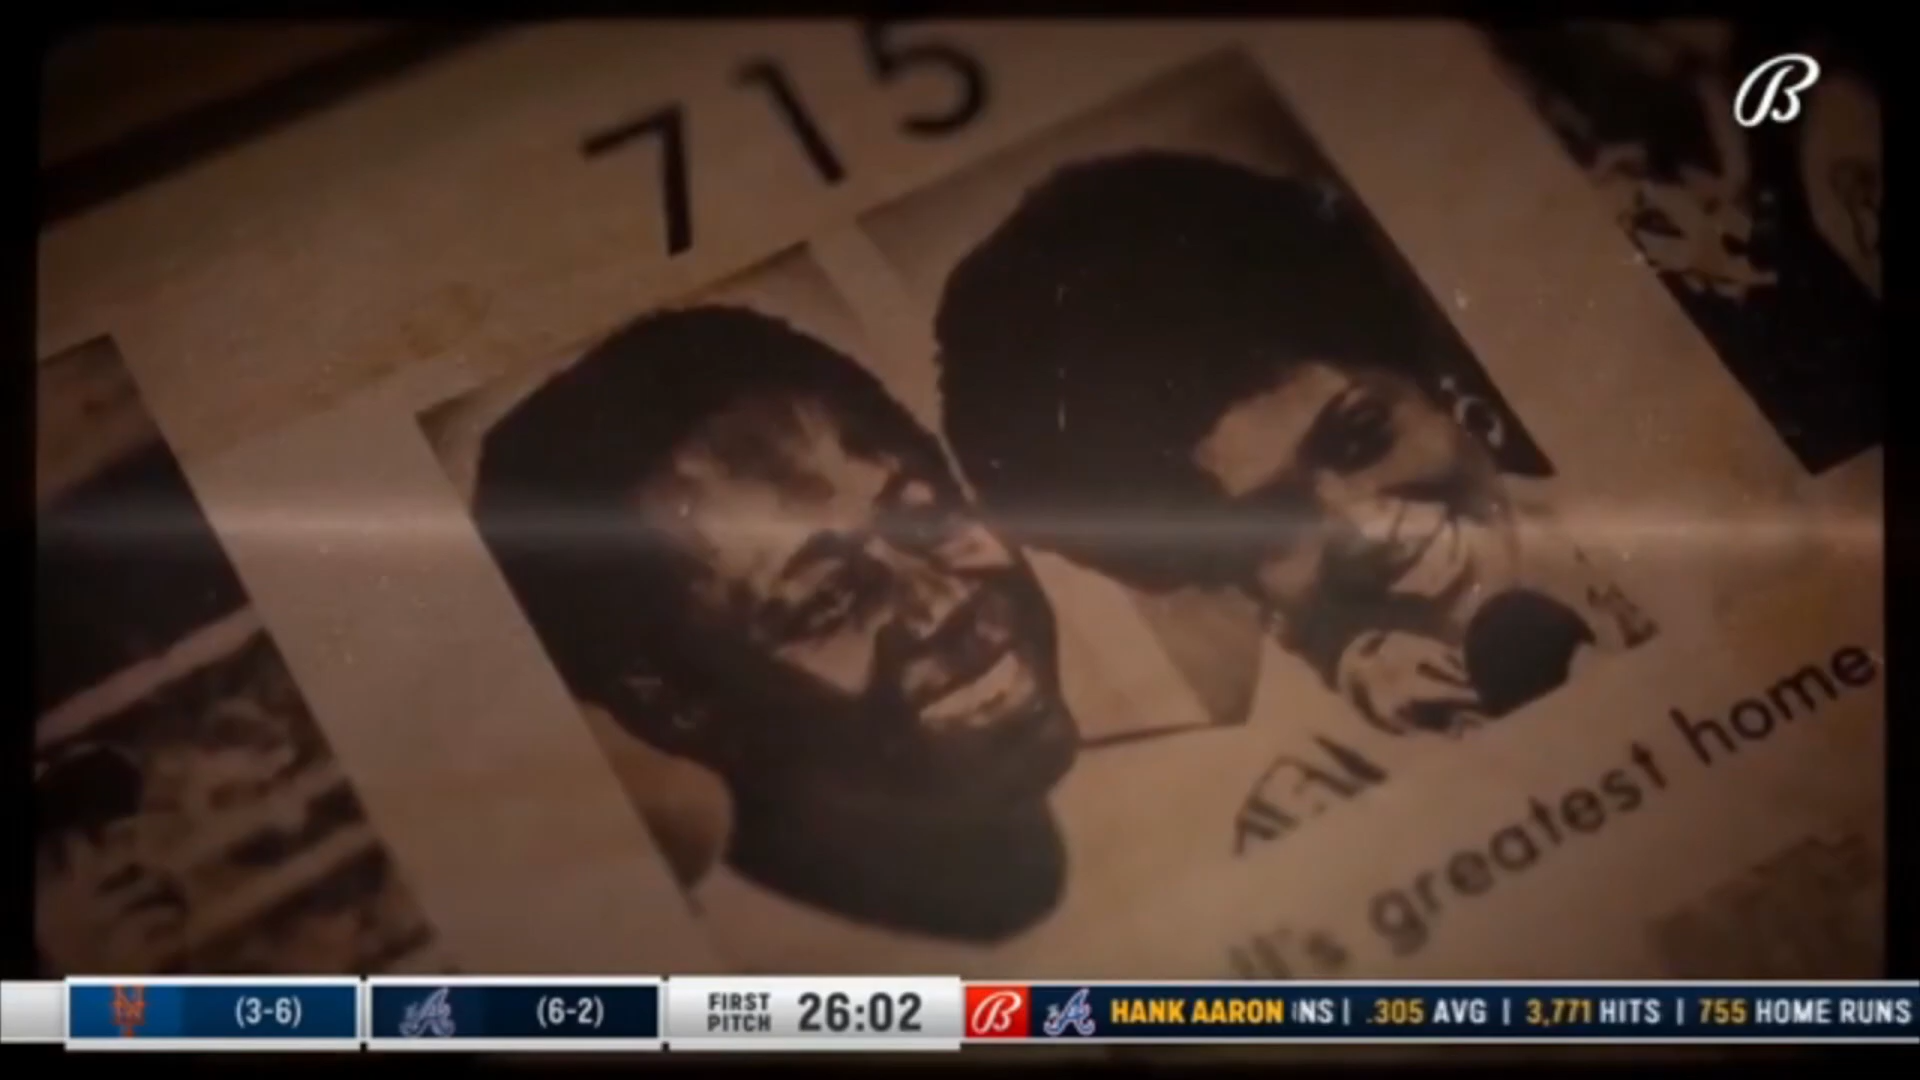 715
B
greatest home
NY
(3-6)
A
(6-2)
FIRST
PITCH
26:02
B
A
HANK AARON NS | .305 AVG | 3,771 HITS | 755 HOME RUNS